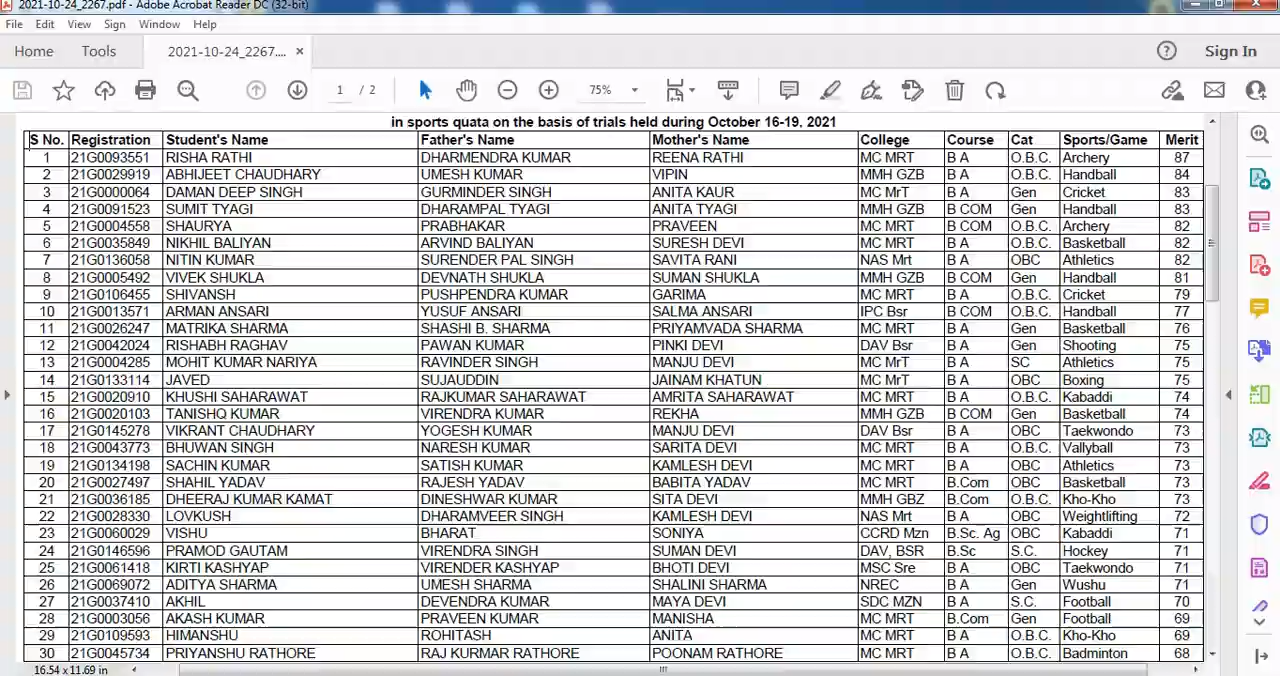 2021-10-24_2267.pdf - Adobe Acrobat Reader DC (32-bit)
File Edit View Sign Window Help
Home Tools 2021-10-24_2267.... × Sign In
1 / 2 75%
in sports quata on the basis of trials held during October 16-19, 2021
S No. Registration Student's Name Father's Name Mother's Name College Course Cat Sports/Game Merit
1 21G0093551 RISHA RATHI DHARMENDRA KUMAR REENA RATHI MC MRT B A O.B.C. Archery 87
2 21G0029919 ABHIJEET CHAUDHARY UMESH KUMAR VIPIN MMH GZB B A O.B.C. Handball 84
3 21G0000064 DAMAN DEEP SINGH GURMINDER SINGH ANITA KAUR MC MrT B A Gen Cricket 83
4 21G0091523 SUMIT TYAGI DHARAMPAL TYAGI ANITA TYAGI MMH GZB B COM Gen Handball 83
5 21G0004558 SHAURYA PRABHAKAR PRAVEEN MC MRT B COM O.B.C. Archery 82
6 21G0035849 NIKHIL BALIYAN ARVIND BALIYAN SURESH DEVI MC MRT B A O.B.C. Basketball 82
7 21G0136058 NITIN KUMAR SURENDER PAL SINGH SAVITA RANI NAS Mrt B A OBC Athletics 82
8 21G0005492 VIVEK SHUKLA DEVNATH SHUKLA SUMAN SHUKLA MMH GZB B COM Gen Handball 81
9 21G0106455 SHIVANSH PUSHPENDRA KUMAR GARIMA MC MRT B A O.B.C. Cricket 79
10 21G0013571 ARMAN ANSARI YUSUF ANSARI SALMA ANSARI IPC Bsr B COM O.B.C. Handball 77
11 21G0026247 MATRIKA SHARMA SHASHI B. SHARMA PRIYAMVADA SHARMA MC MRT B A Gen Basketball 76
12 21G0042024 RISHABH RAGHAV PAWAN KUMAR PINKI DEVI DAV Bsr B A Gen Shooting 75
13 21G0004285 MOHIT KUMAR NARIYA RAVINDER SINGH MANJU DEVI MC MrT B A SC Athletics 75
14 21G0133114 JAVED SUJAUDDIN JAINAM KHATUN MC MrT B A OBC Boxing 75
15 21G0020910 KHUSHI SAHARAWAT RAJKUMAR SAHARAWAT AMRITA SAHARAWAT MC MRT B A O.B.C. Kabaddi 74
16 21G0020103 TANISHQ KUMAR VIRENDRA KUMAR REKHA MMH GZB B COM Gen Basketball 74
17 21G0145278 VIKRANT CHAUDHARY YOGESH KUMAR MANJU DEVI DAV Bsr B A OBC Taekwondo 73
18 21G0043773 BHUWAN SINGH NARESH KUMAR SARITA DEVI MC MRT B A O.B.C. Vallyball 73
19 21G0134198 SACHIN KUMAR SATISH KUMAR KAMLESH DEVI MC MRT B A OBC Athletics 73
20 21G0027497 SHAHIL YADAV RAJESH YADAV BABITA YADAV MC MRT B.Com OBC Basketball 73
21 21G0036185 DHEERAJ KUMAR KAMAT DINESHWAR KUMAR SITA DEVI MMH GBZ B.Com O.B.C. Kho-Kho 73
22 21G0028330 LOVKUSH DHARAMVEER SINGH KAMLESH DEVI NAS Mrt B A OBC Weightlifting 72
23 21G0060029 VISHU BHARAT SONIYA CCRD Mzn B.Sc. Ag OBC Kabaddi 71
24 21G0146596 PRAMOD GAUTAM VIRENDRA SINGH SUMAN DEVI DAV, BSR B.Sc S.C. Hockey 71
25 21G0061418 KIRTI KASHYAP VIRENDER KASHYAP BHOTI DEVI MSC Sre B A OBC Taekwondo 71
26 21G0069072 ADITYA SHARMA UMESH SHARMA SHALINI SHARMA NREC B A Gen Wushu 71
27 21G0037410 AKHIL DEVENDRA KUMAR MAYA DEVI SDC MZN B A S.C. Football 70
28 21G0003056 AKASH KUMAR PRAVEEN KUMAR MANISHA MC MRT B.Com Gen Football 69
29 21G0109593 HIMANSHU ROHITASH ANITA MC MRT B A O.B.C. Kho-Kho 69
30 21G0045734 PRIYANSHU RATHORE RAJ KURMAR RATHORE POONAM RATHORE MC MRT B A O.B.C. Badminton 68
16.54 x 11.69 in